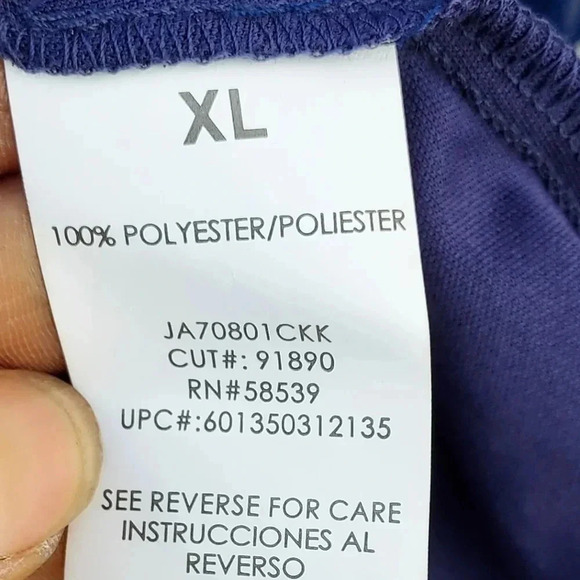 XL
100% POLYESTER/POLIESTER
JA70801CKK
CUT#: 91890
RN#58539
UPC#:601350312135
SEE REVERSE FOR CARE
INSTRUCCIONES AL
REVERSO